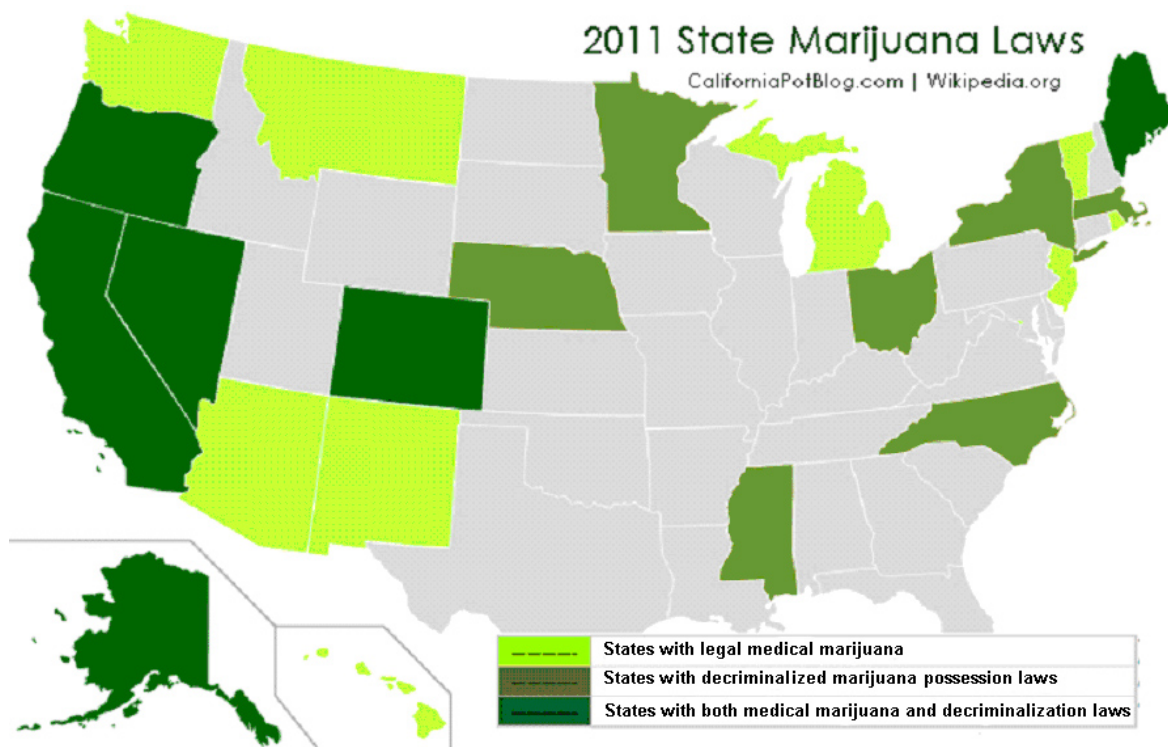 2011 State Marijuana Laws
CaliforniaPotBlog.com | Wikipedia.org
States with legal medical marijuana
States with decriminalized marijuana possession laws
States with both medical marijuana and decriminalization laws